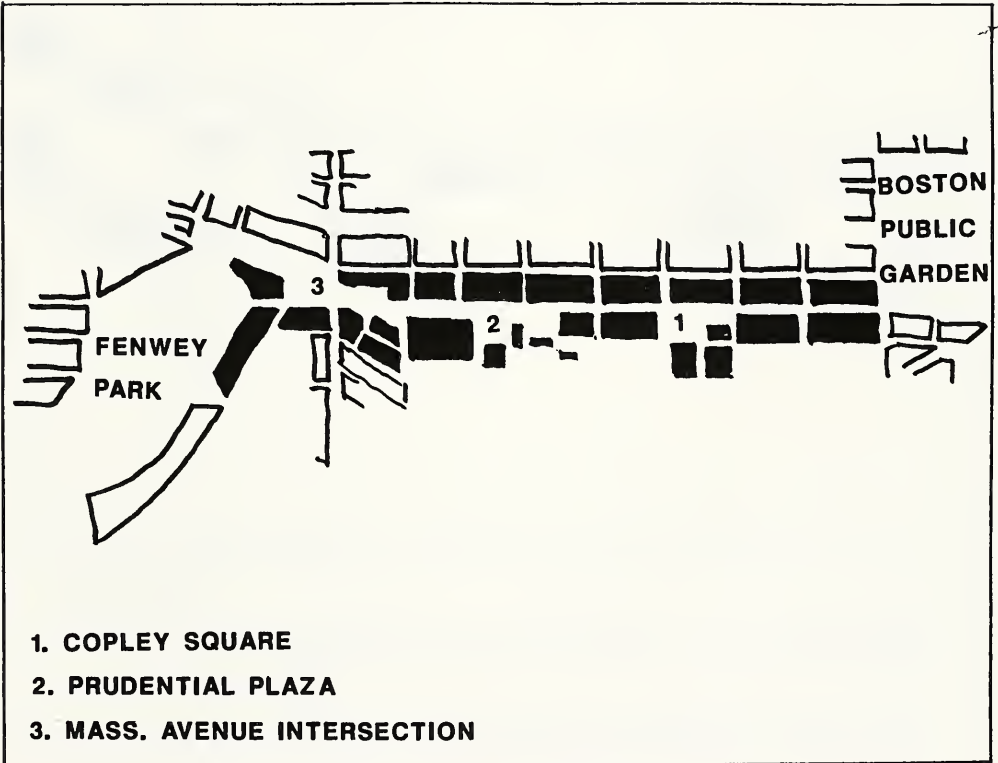 BOSTON
PUBLIC
GARDEN
3
2
1
FENWEY
PARK
1. COPLEY SQUARE
2. PRUDENTIAL PLAZA
3. MASS. AVENUE INTERSECTION